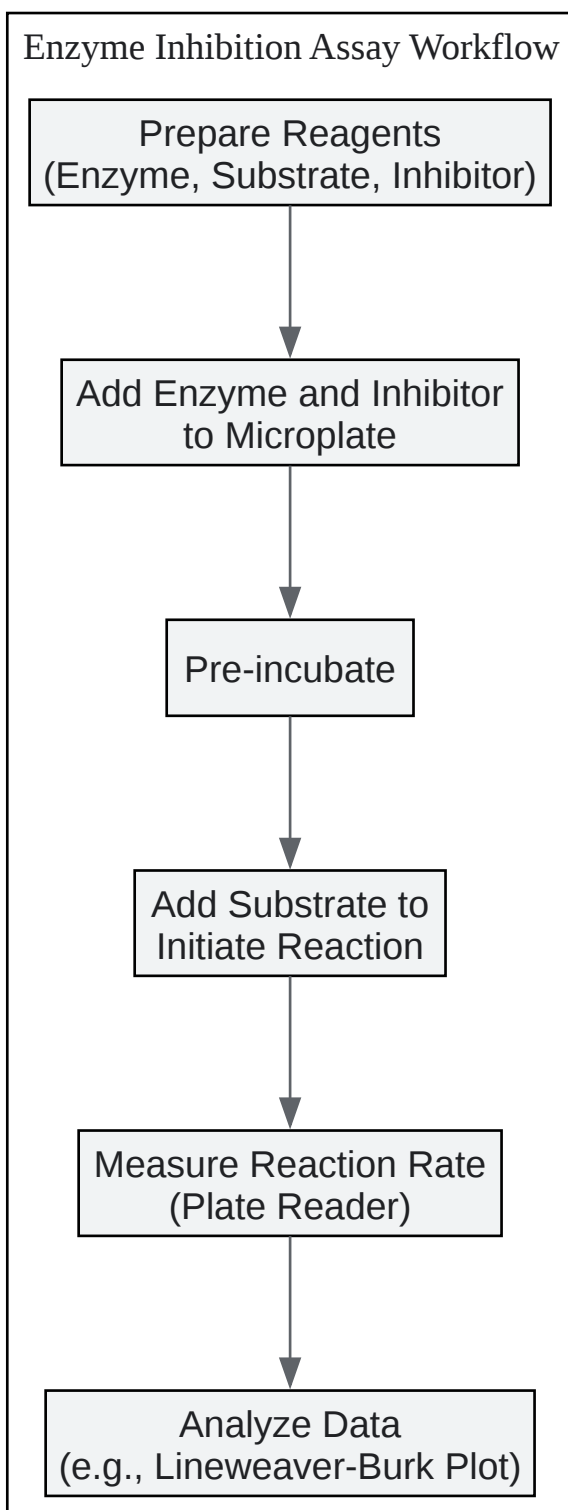 Enzyme Inhibition Assay Workflow
Prepare Reagents
(Enzyme, Substrate, Inhibitor)
Add Enzyme and Inhibitor
to Microplate
Pre-incubate
Add Substrate to
Initiate Reaction
Measure Reaction Rate
(Plate Reader)
Analyze Data
(e.g., Lineweaver-Burk Plot)